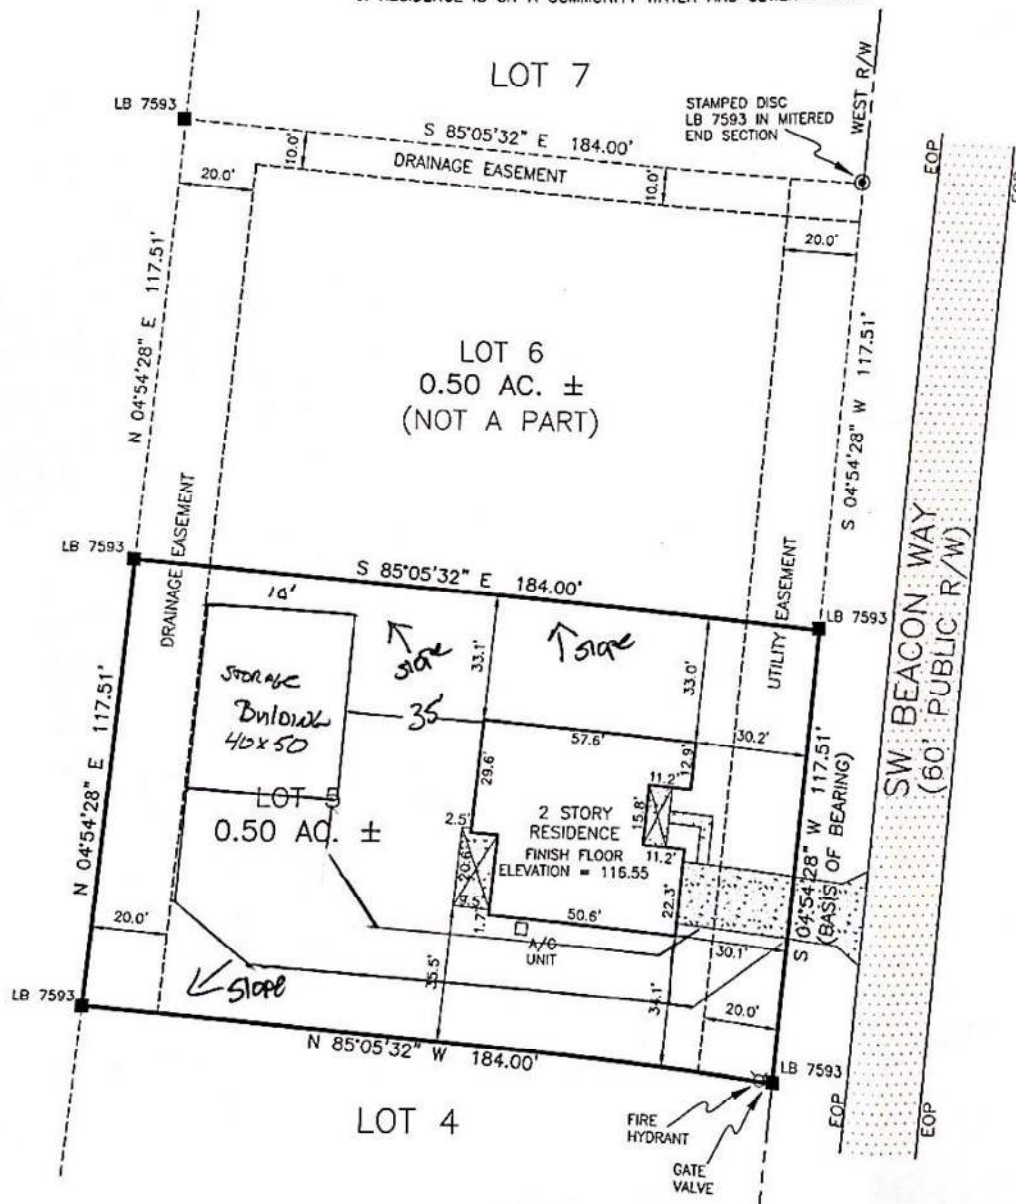 LOT 7
LB 7593
STAMPED DISC
LB 7593 IN MITERED
END SECTION
WEST R/W
S 85°05'32" E 184.00'
10.0'
DRAINAGE EASEMENT
10.0'
20.0'
20.0'
EOP
EOP
N 04°54'28" E 117.51'
S 04°54'28" W 117.51'
LOT 6
0.50 AC. ±
(NOT A PART)
DRAINAGE EASEMENT
UTILITY EASEMENT
SW BEACON WAY
(60' PUBLIC R/W)
LB 7593
S 85°05'32" E 184.00'
LB 7593
10'
slope
slope
33.1'
33.0'
STORAGE
BUILDING
40x50
35
57.6'
30.2'
N 04°54'28" E 117.51'
S 04°54'28" W 117.51'
(BASIS OF BEARING)
29.6'
12.9'
11.2'
15.8'
11.2'
LOT 5
0.50 AC. ±
2 STORY
RESIDENCE
FINISH FLOOR
ELEVATION = 116.55
2.5'
20.6'
9.5'
1.7'
50.6'
22.3'
A/C
UNIT
30.1'
20.0'
35.5'
34.1'
20.0'
slope
LB 7593
N 85°05'32" W 184.00'
LB 7593
LOT 4
FIRE
HYDRANT
GATE
VALVE
EOP
EOP